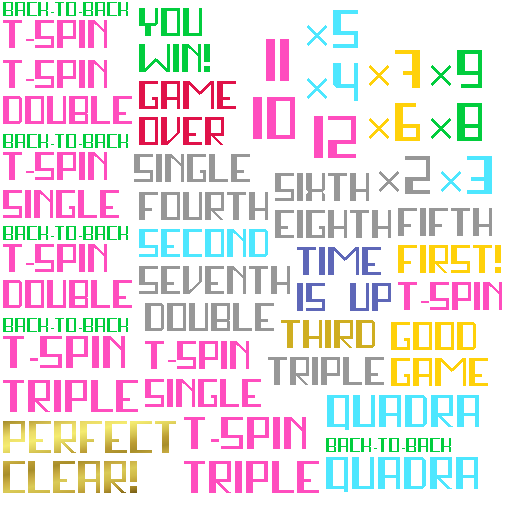 BACK-TO-BACK
T-SPIN
T-SPIN
DOUBLE
BACK-TO-BACK
T-SPIN
SINGLE
BACK-TO-BACK
T-SPIN
DOUBLE
BACK-TO-BACK
T-SPIN
TRIPLE
PERFECT
CLEAR!
YOU
WIN!
GAME
OVER
SINGLE
FOURTH
SECOND
SEVENTH
DOUBLE
T-SPIN
SINGLE
T-SPIN
TRIPLE
11
10
12
×5
×4
×7
×6
×9
×8
×2
×3
SIXTH
EIGHTH
FIFTH
TIME
IS UP
FIRST!
T-SPIN
THIRD
TRIPLE
GOOD
GAME
QUADRA
BACK-TO-BACK
QUADRA